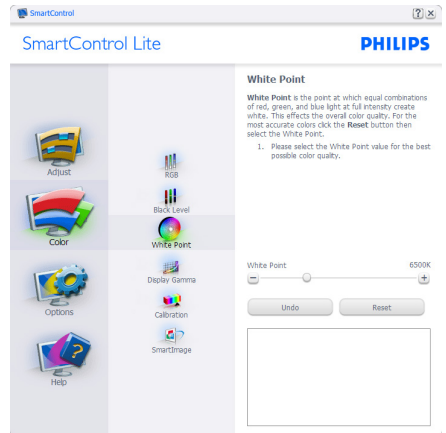 SmartControl
SmartControl Lite
PHILIPS
Adjust
Color
Options
Help
RGB
Black Level
White Point
Display Gamma
Calibration
SmartImage
White Point
White Point is the point at which equal combinations
of red, green, and blue light at full intensity create
white. This effects the overall color quality. For the
most accurate colors click the Reset button then
select the White Point.
1. Please select the White Point value for the best
possible color quality.
White Point 6500K
Undo Reset